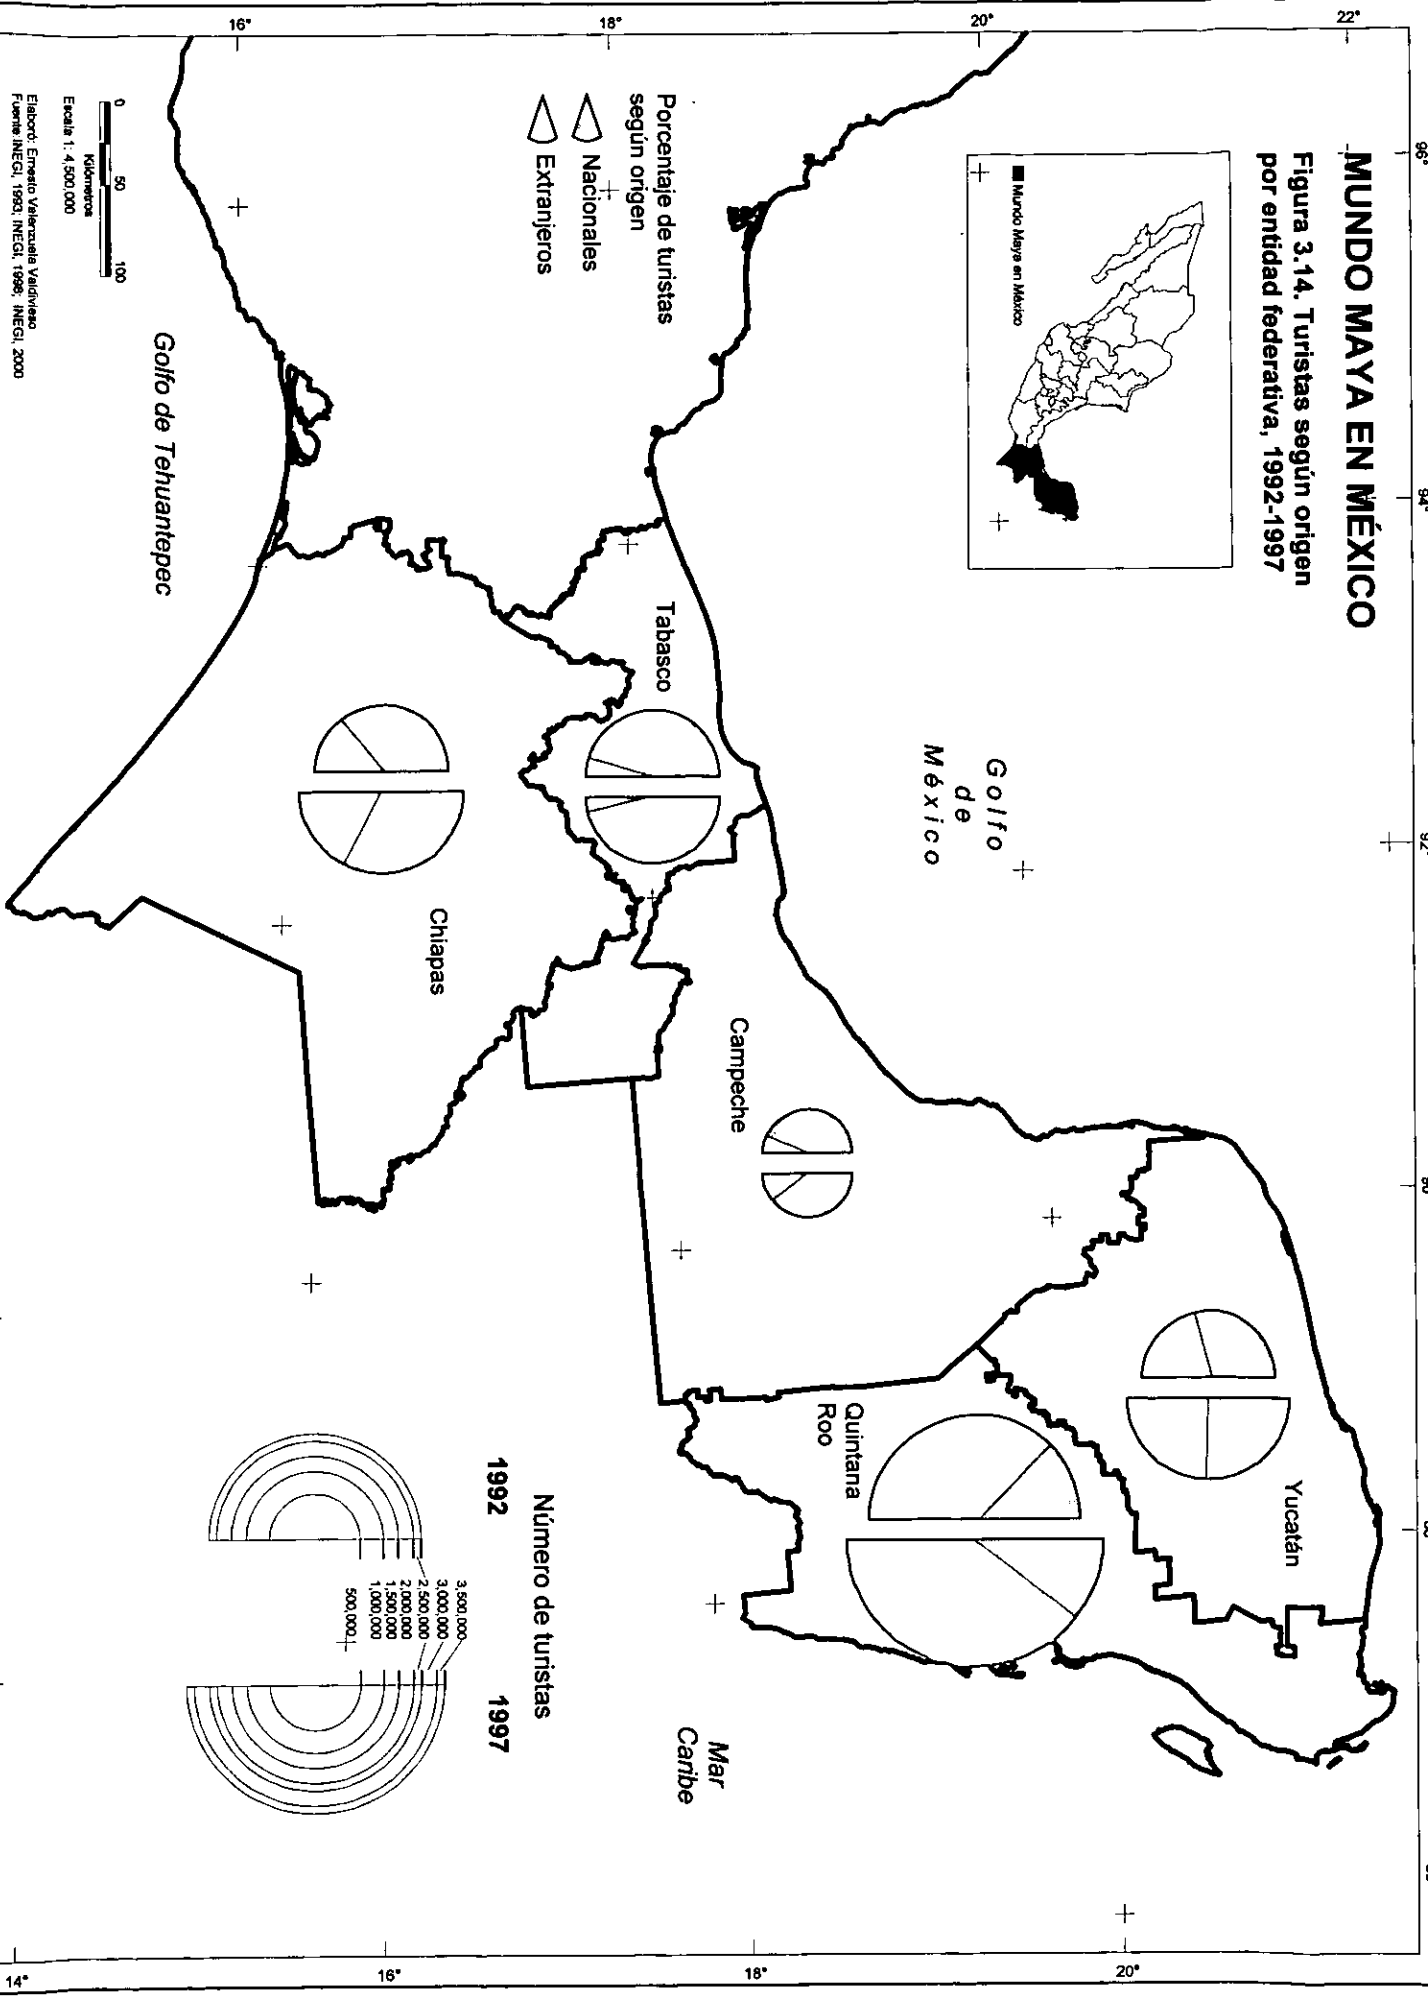 MUNDO MAYA EN MÉXICO
Figura 3.14. Turistas según origen
por entidad federativa, 1992-1997
Mundo Maya en México
96°
94°
92°
22°
20°
18°
16°
Golfo
de
México
Porcentaje de turistas
según origen
Nacionales
Extranjeros
Tabasco
Chiapas
Campeche
Yucatán
Quintana
Roo
Mar
Caribe
Golfo de Tehuantepec
Número de turistas
1992
1997
3,500,000
3,000,000
2,500,000
2,000,000
1,500,000
1,000,000
500,000
0 50 100
Kilómetros
Escala 1: 4,500,000
Elaboró: Ernesto Valenzuela Valdivieso
Fuente: INEGI, 1993; INEGI, 1998; INEGI, 2000
20°
18°
16°
14°